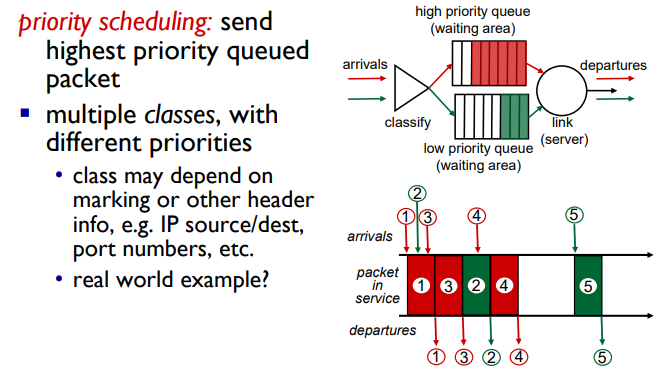 priority scheduling: send
highest priority queued
packet
▪ multiple classes, with
different priorities
• class may depend on
marking or other header
info, e.g. IP source/dest,
port numbers, etc.
• real world example?
high priority queue
(waiting area)
arrivals
departures
classify
link
(server)
low priority queue
(waiting area)
2
1 3 4 5
arrivals
packet
in
service
1 3 2 4 5
departures
1 3 2 4 5